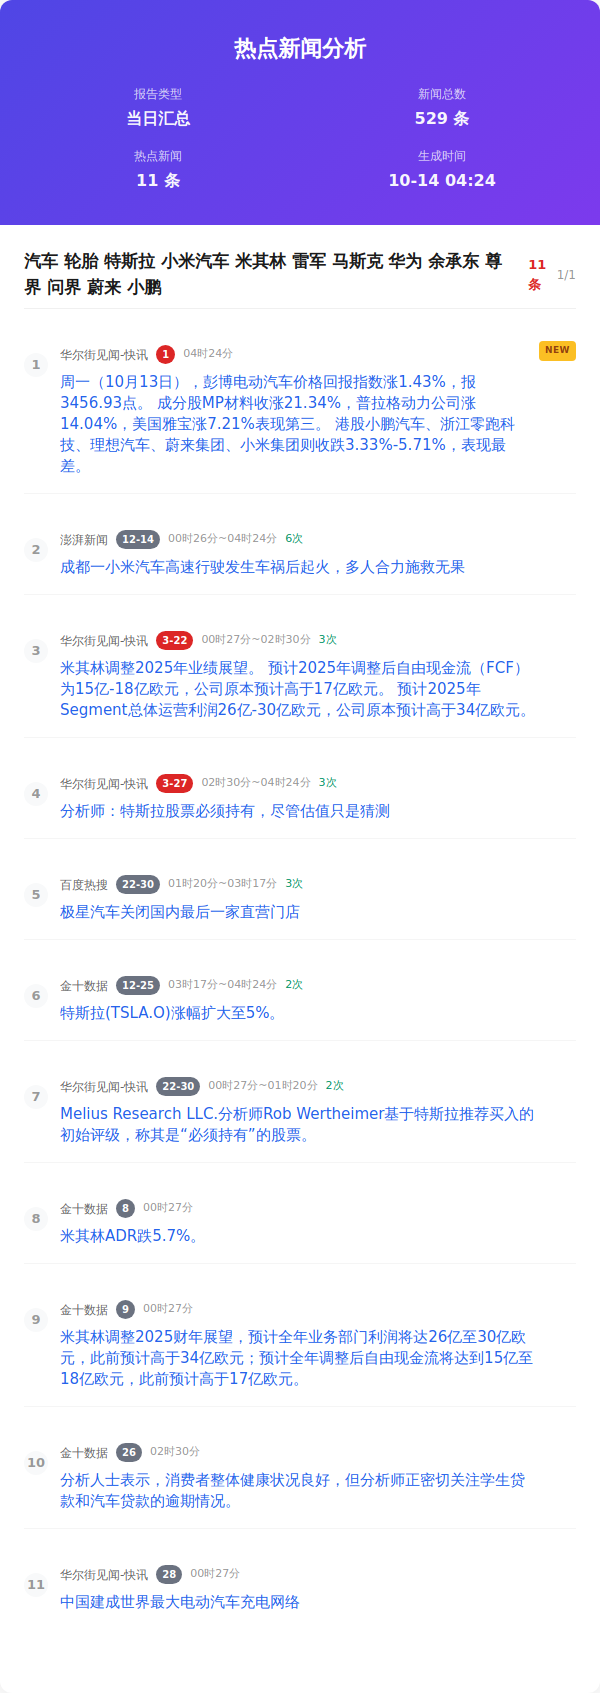 热点新闻分析
报告类型
新闻总数
当日汇总
529 条
热点新闻
生成时间
11 条
10-14 04:24
汽车 轮胎 特斯拉 小米汽车 米其林 雷军 马斯克 华为 余承东 尊
界 问界 蔚来 小鹏
11
条
1/1
NEW
1
华尔街见闻-快讯 1 04时24分
周一（10月13日），彭博电动汽车价格回报指数涨1.43%，报
3456.93点。 成分股MP材料收涨21.34%，普拉格动力公司涨
14.04%，美国雅宝涨7.21%表现第三。 港股小鹏汽车、浙江零跑科
技、理想汽车、蔚来集团、小米集团则收跌3.33%-5.71%，表现最
差。
2
澎湃新闻 12-14 00时26分~04时24分 6次
成都一小米汽车高速行驶发生车祸后起火，多人合力施救无果
3
华尔街见闻-快讯 3-22 00时27分~02时30分 3次
米其林调整2025年业绩展望。 预计2025年调整后自由现金流（FCF）
为15亿-18亿欧元，公司原本预计高于17亿欧元。 预计2025年
Segment总体运营利润26亿-30亿欧元，公司原本预计高于34亿欧元。
4
华尔街见闻-快讯 3-27 02时30分~04时24分 3次
分析师：特斯拉股票必须持有，尽管估值只是猜测
5
百度热搜 22-30 01时20分~03时17分 3次
极星汽车关闭国内最后一家直营门店
6
金十数据 12-25 03时17分~04时24分 2次
特斯拉(TSLA.O)涨幅扩大至5%。
7
华尔街见闻-快讯 22-30 00时27分~01时20分 2次
Melius Research LLC.分析师Rob Wertheimer基于特斯拉推荐买入的
初始评级，称其是“必须持有”的股票。
8
金十数据 8 00时27分
米其林ADR跌5.7%。
9
金十数据 9 00时27分
米其林调整2025财年展望，预计全年业务部门利润将达26亿至30亿欧
元，此前预计高于34亿欧元；预计全年调整后自由现金流将达到15亿至
18亿欧元，此前预计高于17亿欧元。
10
金十数据 26 02时30分
分析人士表示，消费者整体健康状况良好，但分析师正密切关注学生贷
款和汽车贷款的逾期情况。
11
华尔街见闻-快讯 28 00时27分
中国建成世界最大电动汽车充电网络